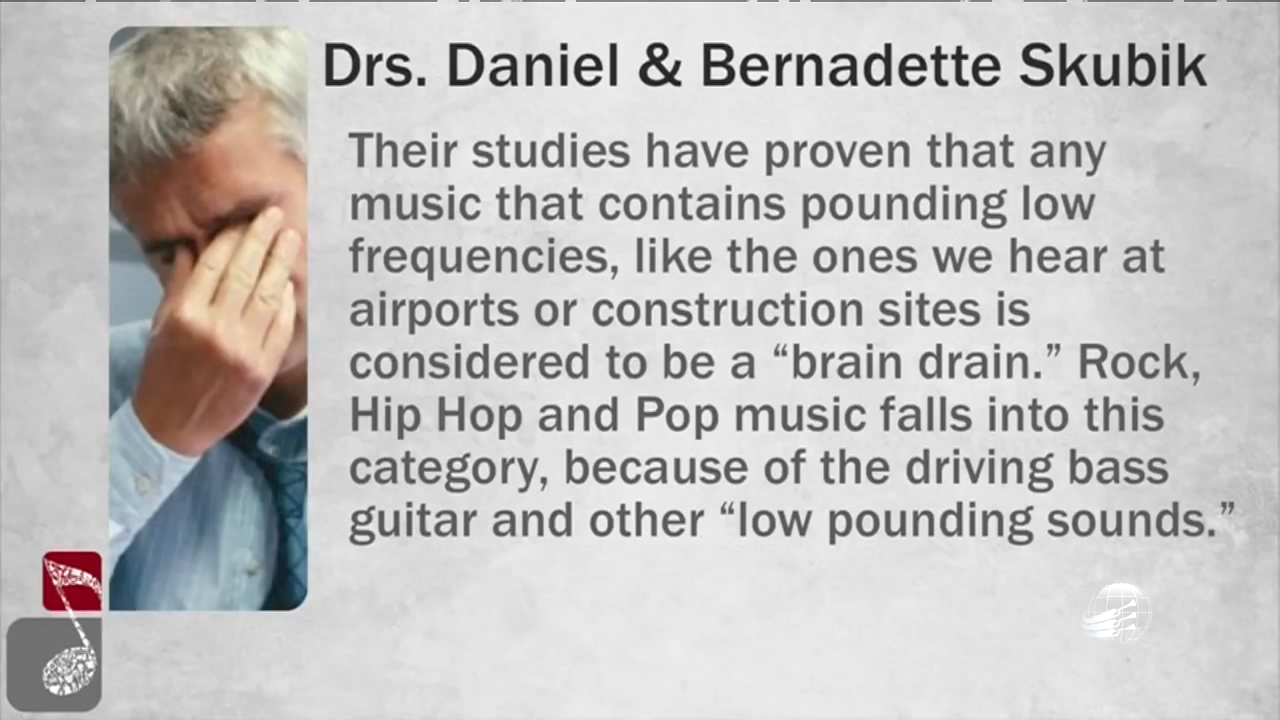 Drs. Daniel & Bernadette Skubik
Their studies have proven that any
music that contains pounding low
frequencies, like the ones we hear at
airports or construction sites is
considered to be a “brain drain.” Rock,
Hip Hop and Pop music falls into this
category, because of the driving bass
guitar and other “low pounding sounds.”